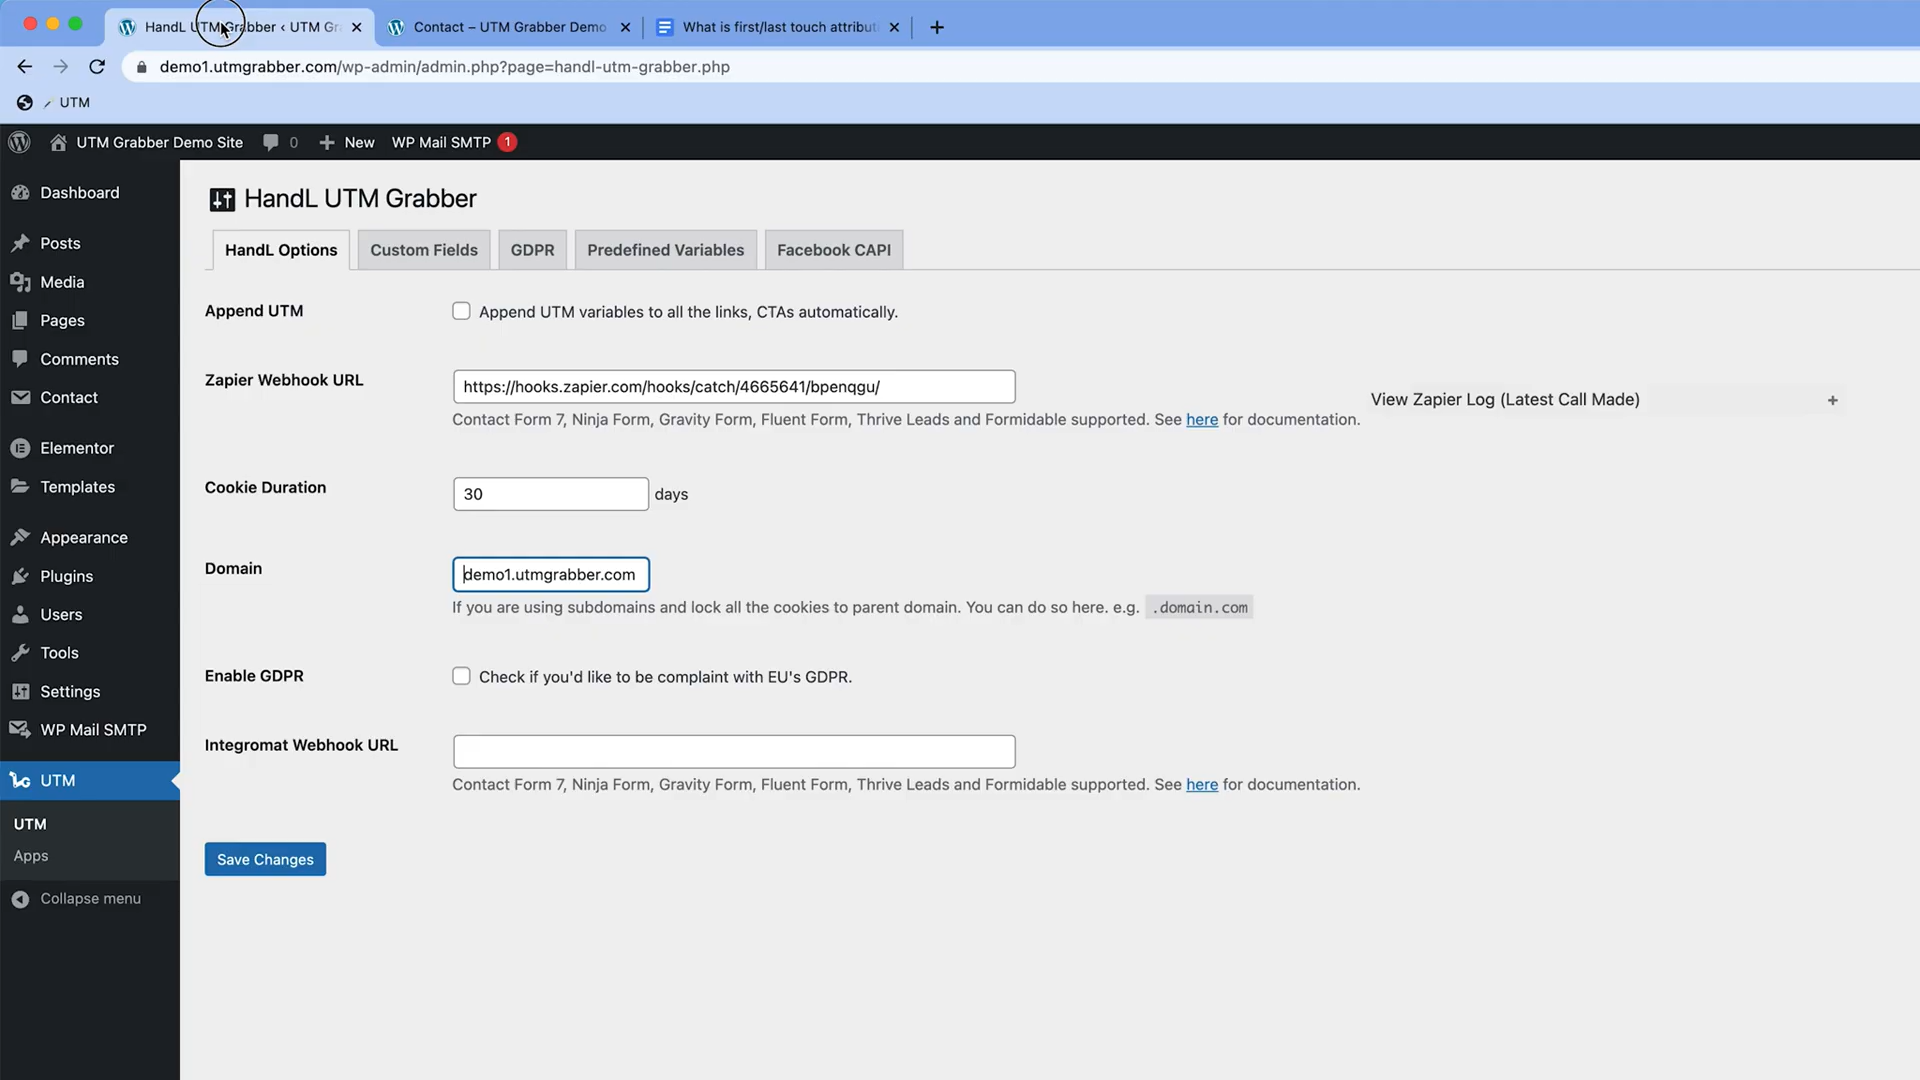 HandL UTM Grabber ‹ UTM Gr
Contact – UTM Grabber Demo
What is first/last touch attribut
demo1.utmgrabber.com/wp-admin/admin.php?page=handl-utm-grabber.php
UTM
UTM Grabber Demo Site
0
New
WP Mail SMTP 1
Dashboard
Posts
Media
Pages
Comments
Contact
Elementor
Templates
Appearance
Plugins
Users
Tools
Settings
WP Mail SMTP
UTM
UTM
Apps
Collapse menu
HandL UTM Grabber
HandL Options
Custom Fields
GDPR
Predefined Variables
Facebook CAPI
Append UTM
Append UTM variables to all the links, CTAs automatically.
Zapier Webhook URL
https://hooks.zapier.com/hooks/catch/4665641/bpenqgu/
Contact Form 7, Ninja Form, Gravity Form, Fluent Form, Thrive Leads and Formidable supported. See here for documentation.
View Zapier Log (Latest Call Made) +
Cookie Duration
30 days
Domain
demo1.utmgrabber.com
If you are using subdomains and lock all the cookies to parent domain. You can do so here. e.g. .domain.com
Enable GDPR
Check if you'd like to be complaint with EU's GDPR.
Integromat Webhook URL
Contact Form 7, Ninja Form, Gravity Form, Fluent Form, Thrive Leads and Formidable supported. See here for documentation.
Save Changes